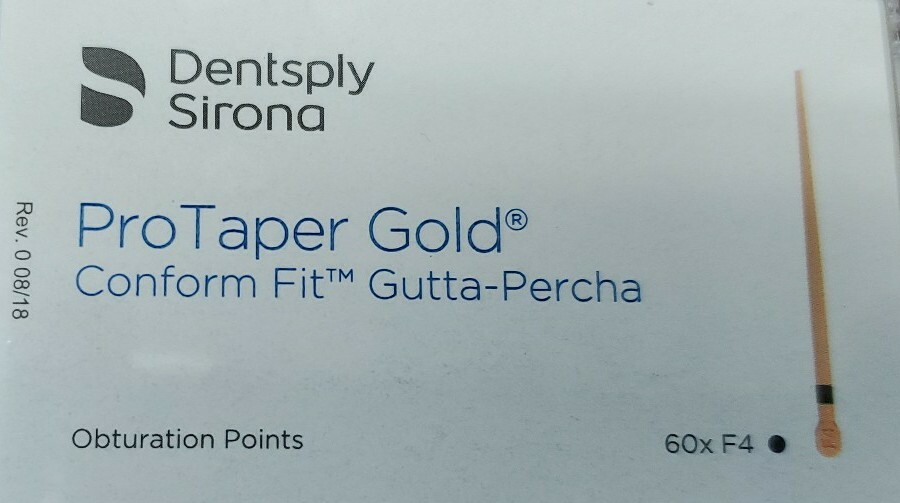 Dentsply
Sirona
ProTaper Gold®
Conform Fit™ Gutta-Percha
Rev. 0 08/18
Obturation Points
60x F4